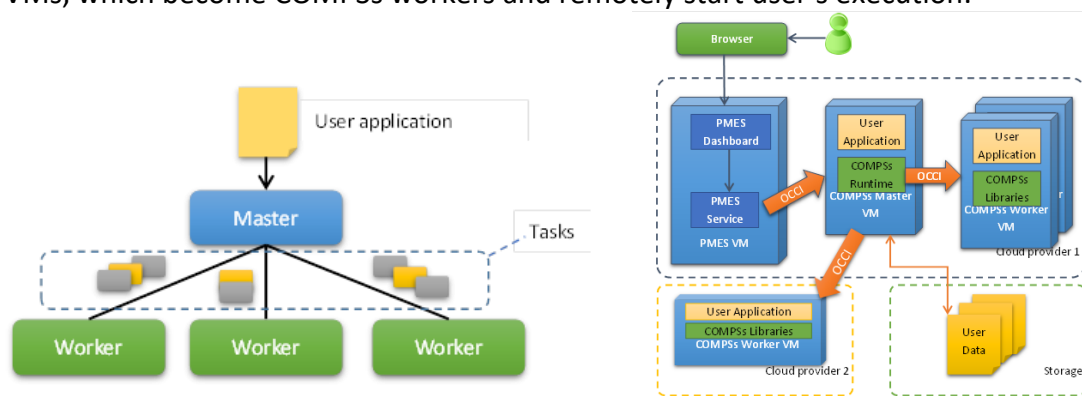 VMs, which become COMPSs workers and remotely start user's execution.
User application
Master
Tasks
Worker
Worker
Worker
Browser
PMES
Dashboard
PMES
Service
PMES VM
OCCI
User
Application
COMPSs
Runtime
COMPSs Master
VM
OCCI
User
Application
COMPSs
Libraries
COMPSs Worker
VM
Cloud provider 1
OCCI
User Application
COMPSs Libraries
COMPSs Worker VM
Cloud provider 2
User
Data
Storage